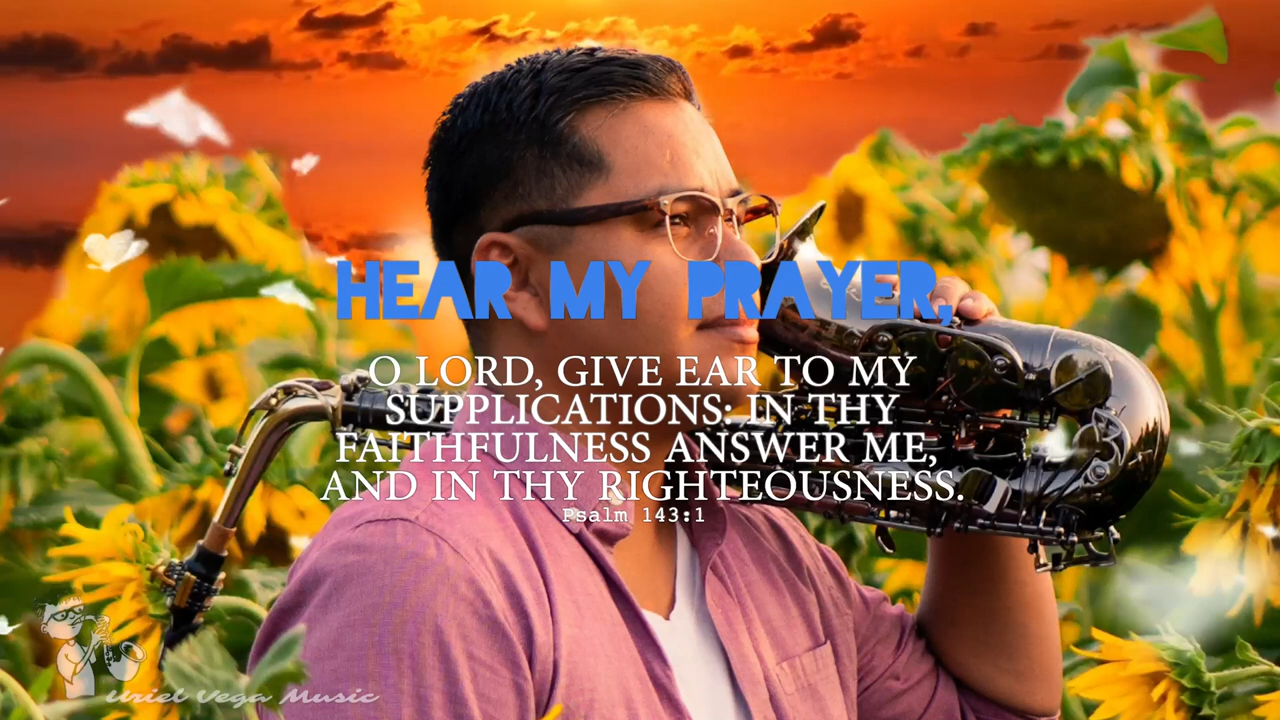 HEAR MY PRAYER,
O LORD, GIVE EAR TO MY
SUPPLICATIONS: IN THY
FAITHFULNESS ANSWER ME,
AND IN THY RIGHTEOUSNESS.
Psalm 143:1
Uriel Vega Music